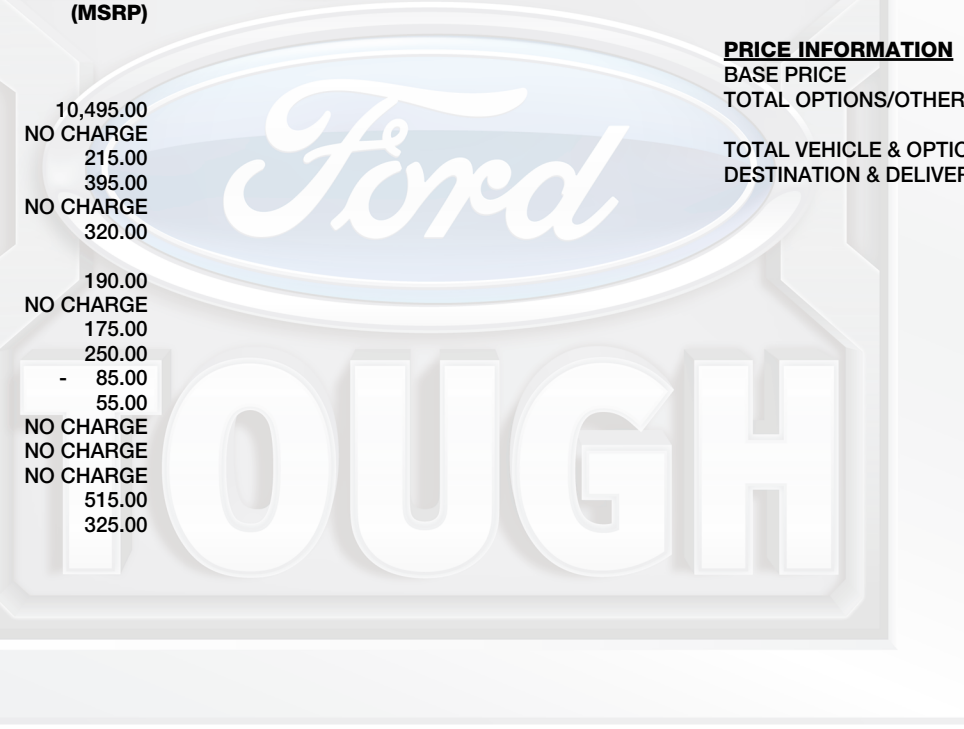 (MSRP)
10,495.00
NO CHARGE
215.00
395.00
NO CHARGE
320.00
190.00
NO CHARGE
175.00
250.00
- 85.00
55.00
NO CHARGE
NO CHARGE
NO CHARGE
515.00
325.00
PRICE INFORMATION
BASE PRICE
TOTAL OPTIONS/OTHER
TOTAL VEHICLE & OPTIO
DESTINATION & DELIVER
Ford
TOUGH